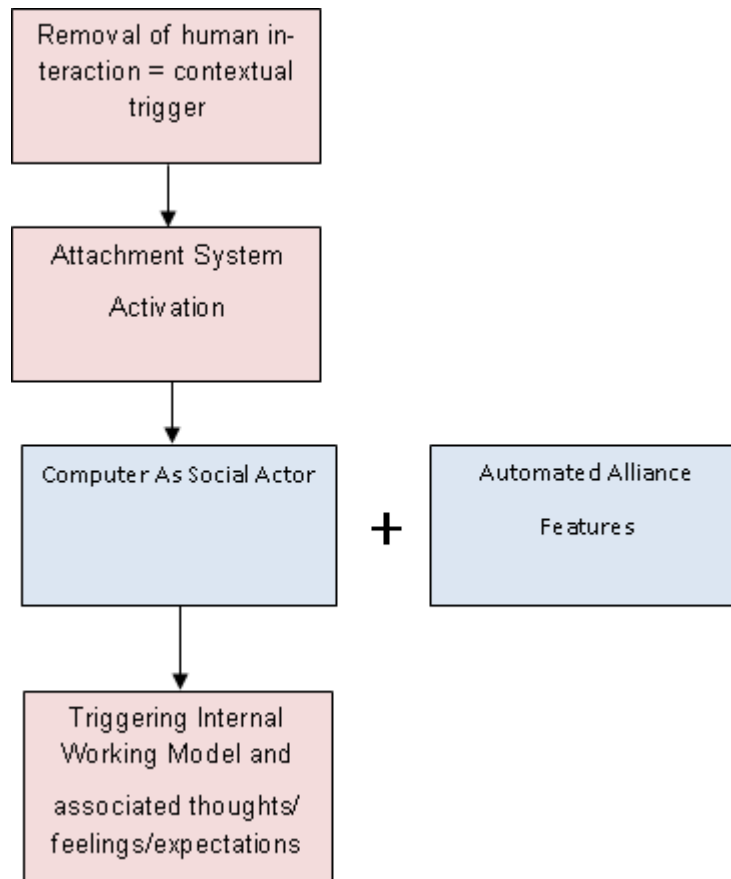 Removal of human in-
teraction = contextual
trigger
Attachment System
Activation
Computer As Social Actor
+
Automated Alliance
Features
Triggering Internal
Working Model and
associated thoughts/
feelings/expectations